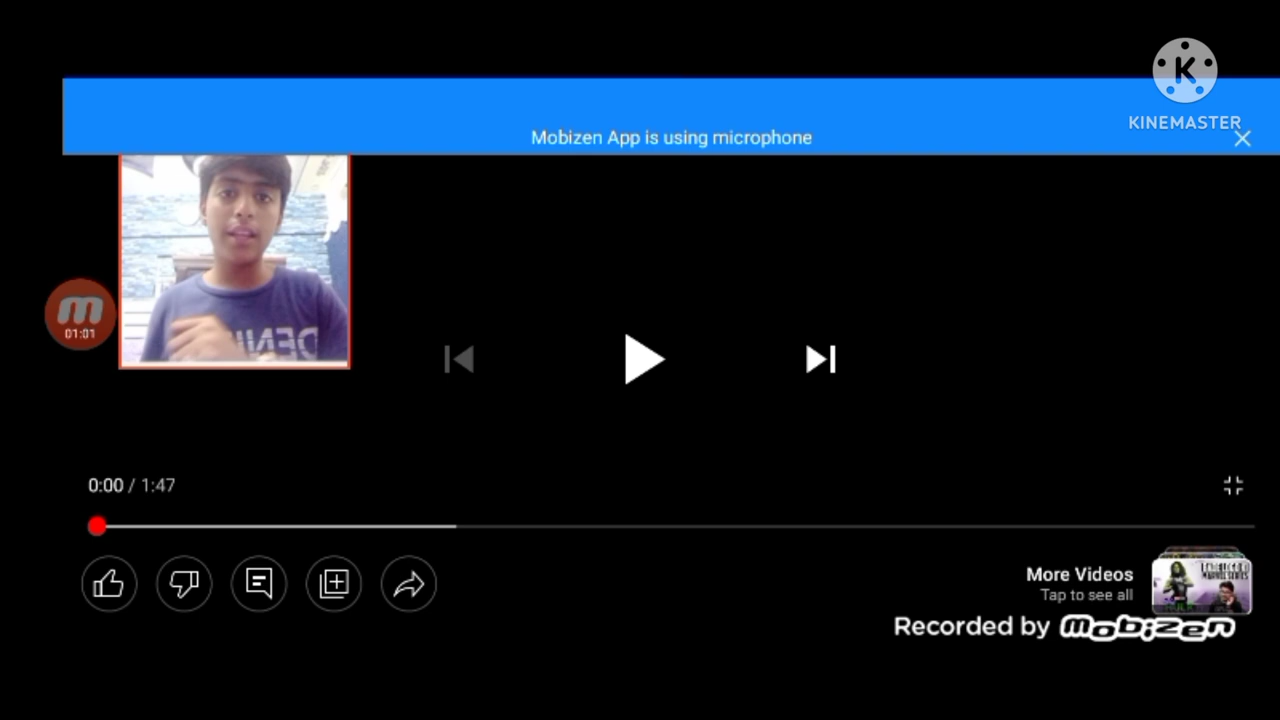 KINEMASTER
Mobizen App is using microphone
01:01
0:00 / 1:47
More Videos
Tap to see all
Recorded by mobizen